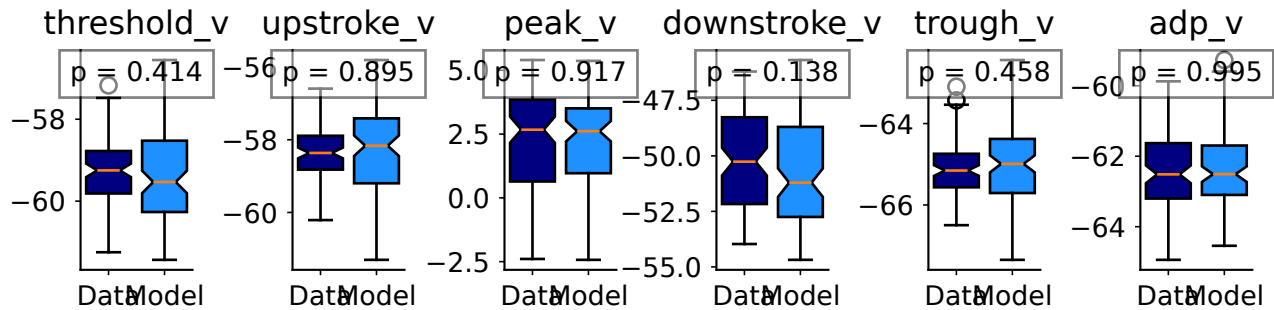 threshold_v
upstroke_v
peak_v
downstroke_v
trough_v
adp_v
p = 0.414
p = 0.895
p = 0.917
p = 0.138
p = 0.458
p = 0.995
−58
−60
Data
Model
−56
−58
−60
Data
Model
5.0
2.5
0.0
−2.5
Data
Model
−47.5
−50.0
−52.5
−55.0
Data
Model
−64
−66
Data
Model
−60
−62
−64
Data
Model